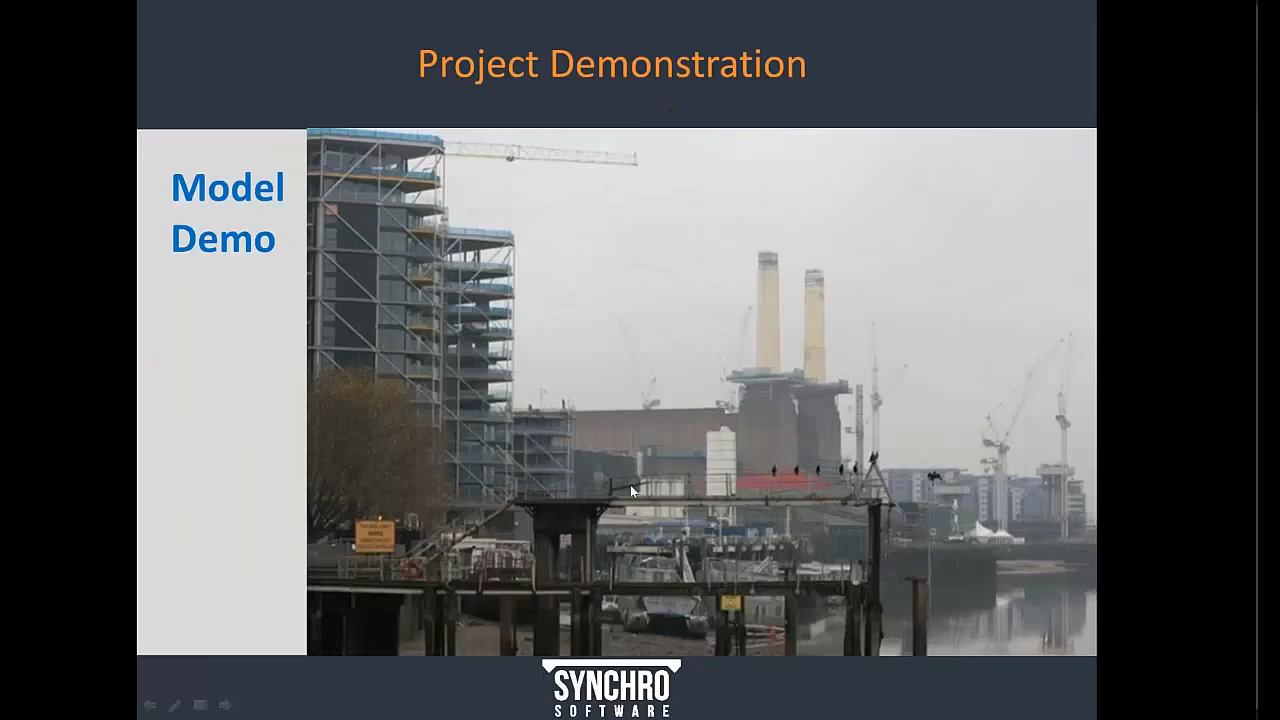 Project Demonstration
Model
Demo
SYNCHRO
SOFTWARE